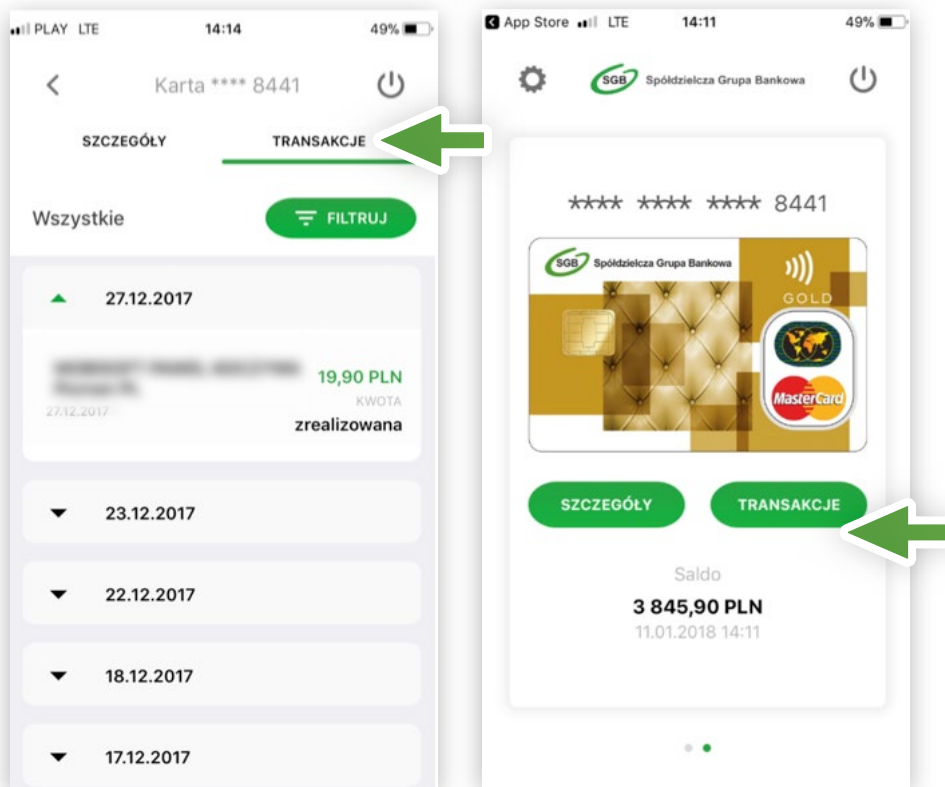 PLAY LTE 14:14 49%
Karta **** 8441
SZCZEGÓŁY TRANSAKCJE
Wszystkie FILTRUJ
27.12.2017
19,90 PLN
KWOTA
27.12.2017
zrealizowana
23.12.2017
22.12.2017
18.12.2017
17.12.2017
App Store LTE 14:11 49%
SGB Spółdzielcza Grupa Bankowa
**** **** **** 8441
SGB Spółdzielcza Grupa Bankowa
GOLD
MasterCard
SZCZEGÓŁY TRANSAKCJE
Saldo
3 845,90 PLN
11.01.2018 14:11